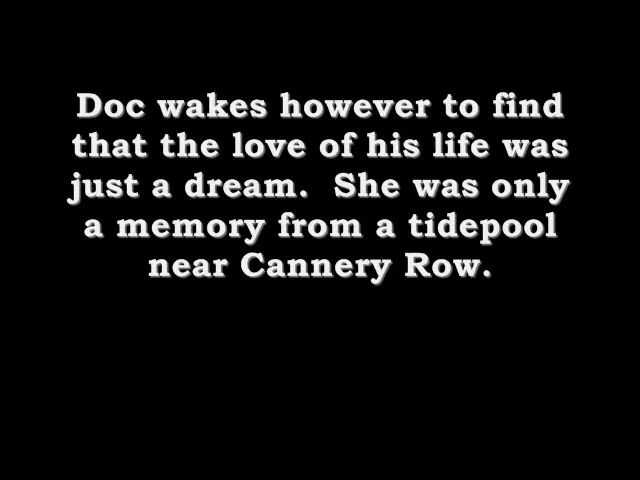 Doc wakes however to find
that the love of his life was
just a dream.  She was only
a memory from a tidepool
near Cannery Row.